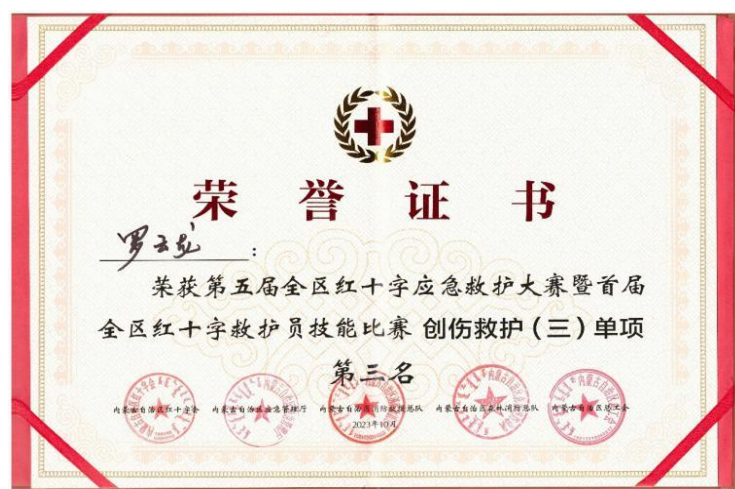 荣誉证书
罗云龙：
荣获第五届全区红十字应急救护大赛暨首届
全区红十字救护员技能比赛 创伤救护（三）单项
第三名
内蒙古自治区红十字会 内蒙古自治区应急管理厅 内蒙古自治区消防救援总队 内蒙古自治区森林消防总队 内蒙古自治区总工会
2023年10月